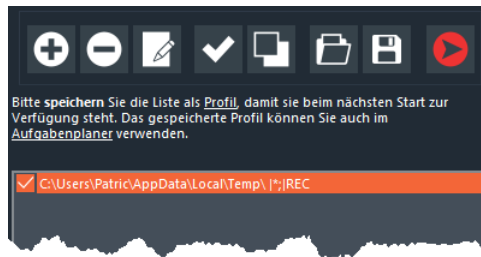 Bitte speichern Sie die Liste als Profil, damit sie beim nächsten Start zur
Verfügung steht. Das gespeicherte Profil können Sie auch im
Aufgabenplaner verwenden.
C:\Users\Patric\AppData\Local\Temp\ |*;|REC